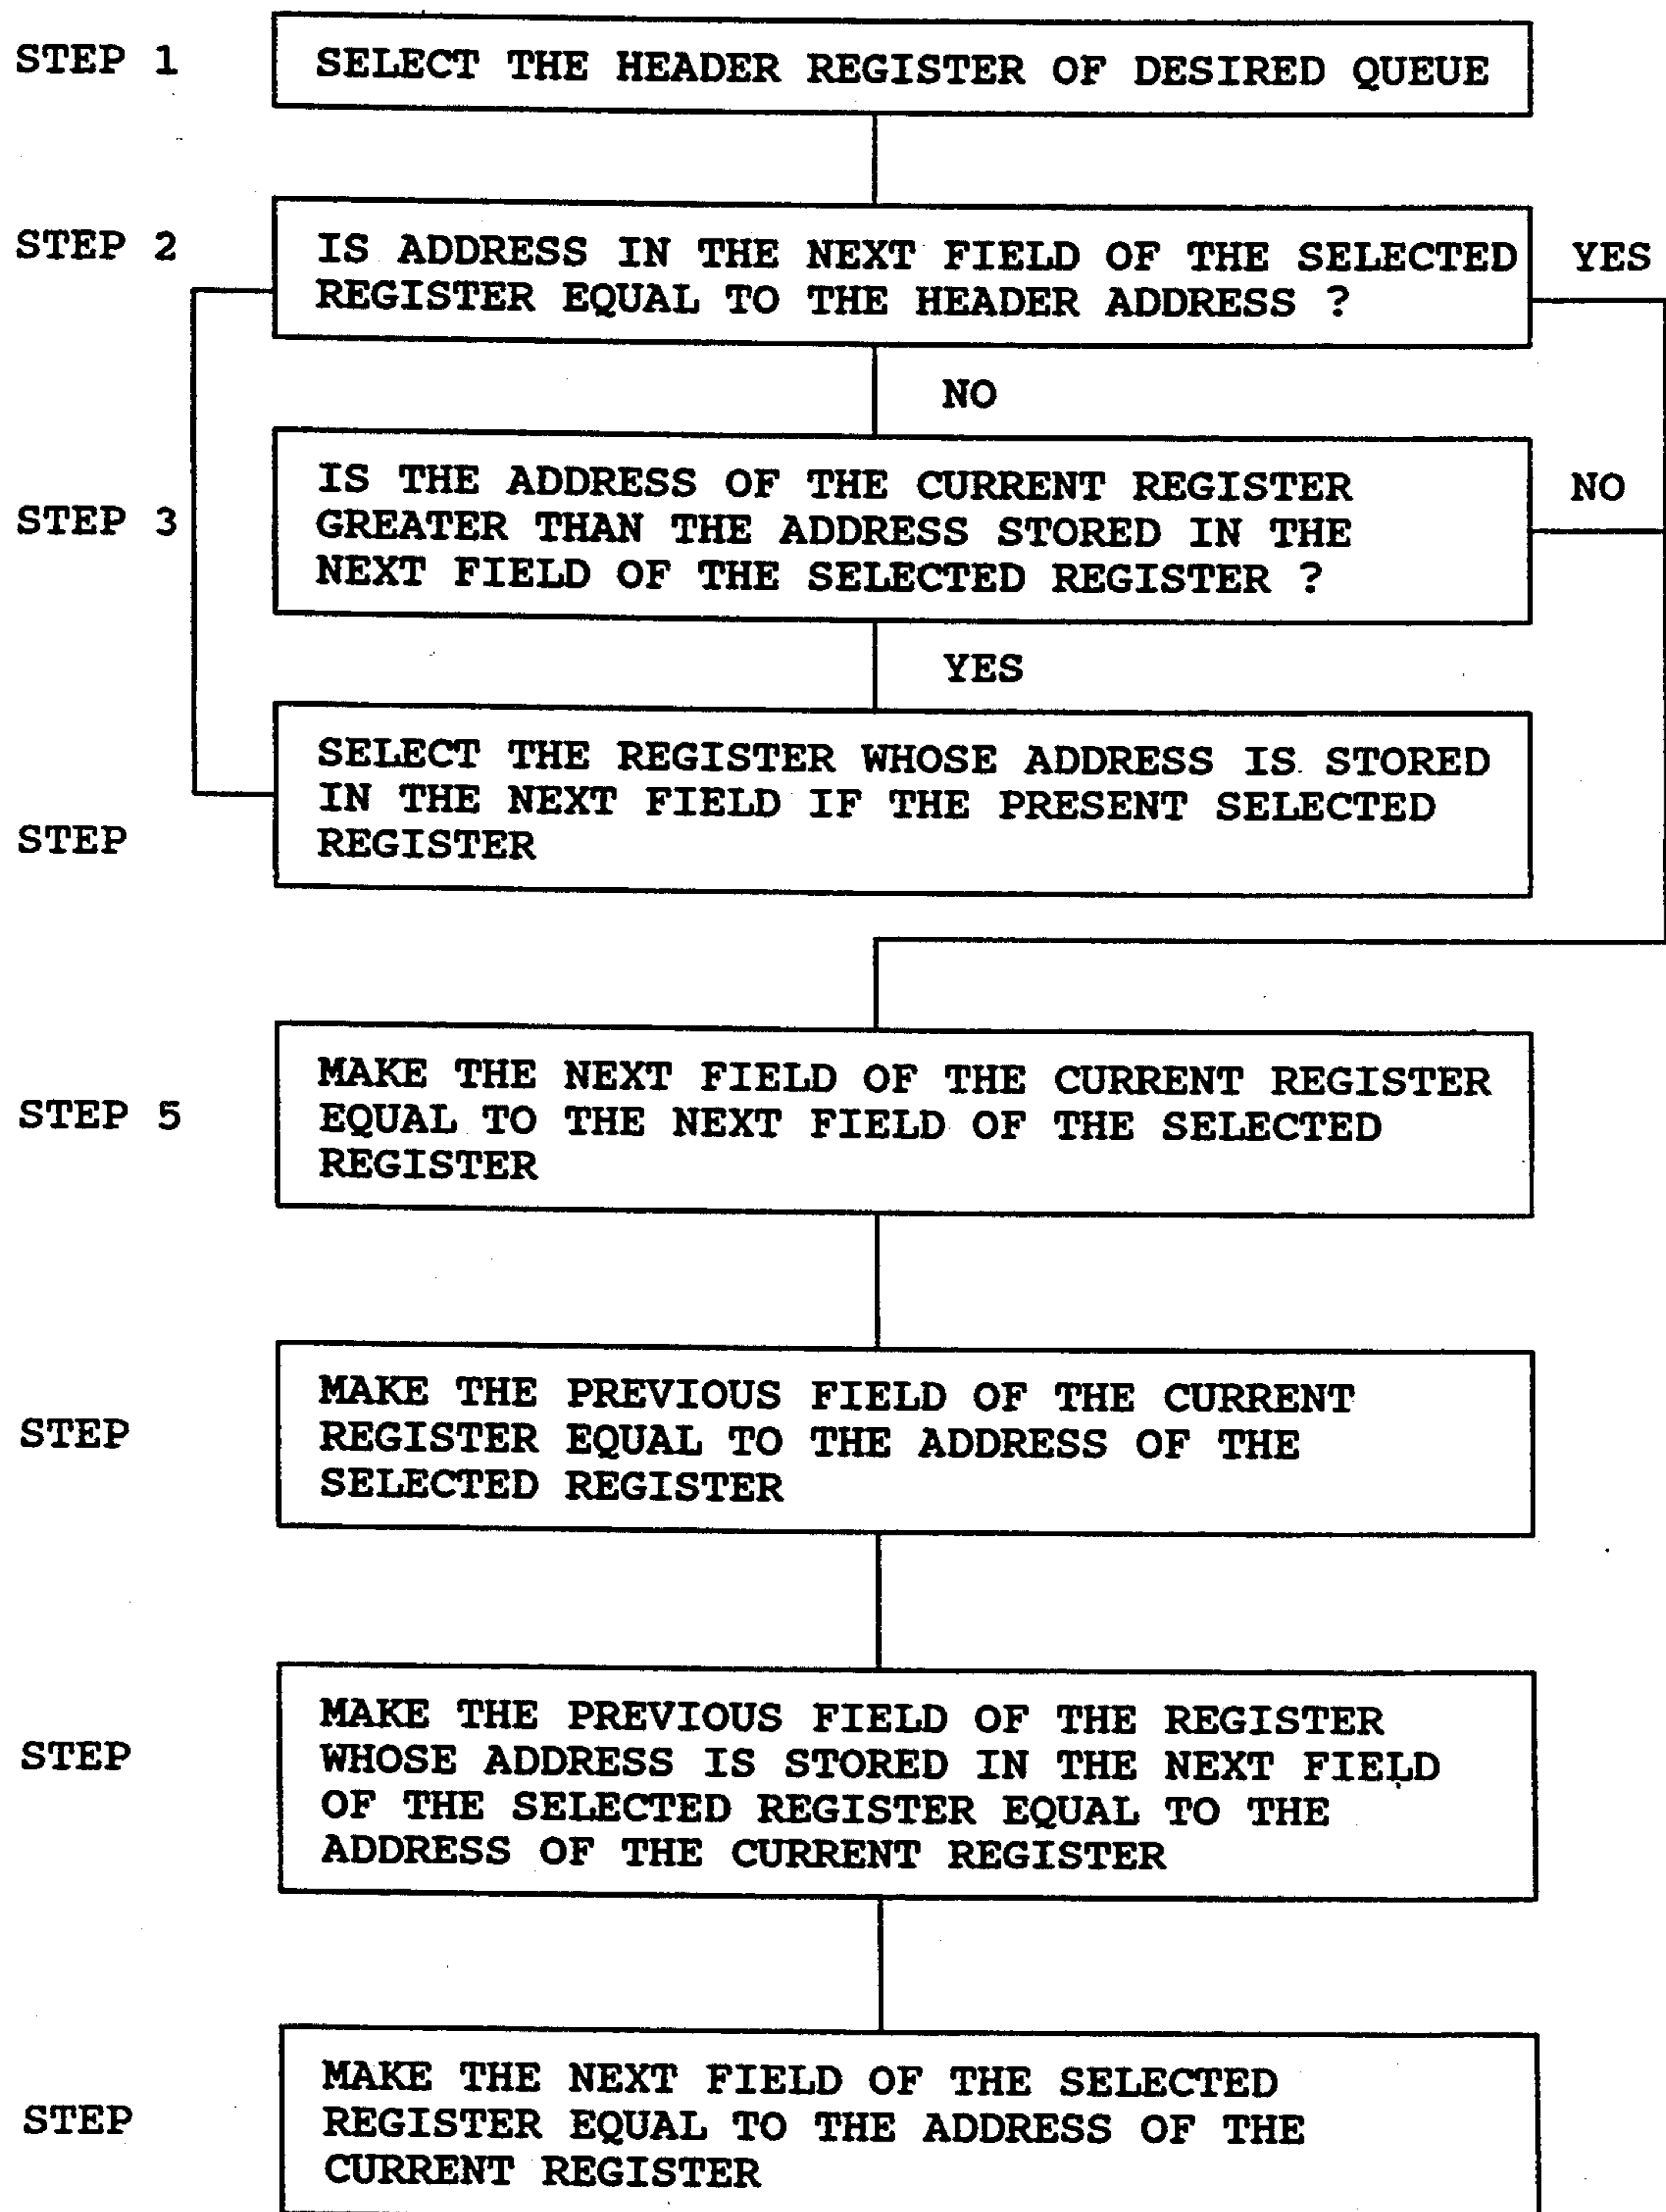 STEP 1
SELECT THE HEADER REGISTER OF DESIRED QUEUE
STEP 2
IS ADDRESS IN THE NEXT FIELD OF THE SELECTED
REGISTER EQUAL TO THE HEADER ADDRESS ?
YES
NO
STEP 3
IS THE ADDRESS OF THE CURRENT REGISTER
GREATER THAN THE ADDRESS STORED IN THE
NEXT FIELD OF THE SELECTED REGISTER ?
NO
YES
STEP
SELECT THE REGISTER WHOSE ADDRESS IS STORED
IN THE NEXT FIELD IF THE PRESENT SELECTED
REGISTER
STEP 5
MAKE THE NEXT FIELD OF THE CURRENT REGISTER
EQUAL TO THE NEXT FIELD OF THE SELECTED
REGISTER
STEP
MAKE THE PREVIOUS FIELD OF THE CURRENT
REGISTER EQUAL TO THE ADDRESS OF THE
SELECTED REGISTER
STEP
MAKE THE PREVIOUS FIELD OF THE REGISTER
WHOSE ADDRESS IS STORED IN THE NEXT FIELD
OF THE SELECTED REGISTER EQUAL TO THE
ADDRESS OF THE CURRENT REGISTER
STEP
MAKE THE NEXT FIELD OF THE SELECTED
REGISTER EQUAL TO THE ADDRESS OF THE
CURRENT REGISTER